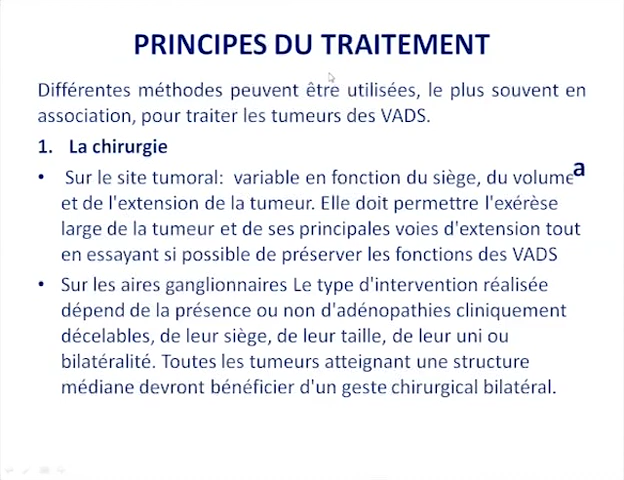 PRINCIPES DU TRAITEMENT
Différentes méthodes peuvent être utilisées, le plus souvent en
association, pour traiter les tumeurs des VADS.
1. La chirurgie
• Sur le site tumoral: variable en fonction du siège, du volume a
et de l'extension de la tumeur. Elle doit permettre l'exérèse
large de la tumeur et de ses principales voies d'extension tout
en essayant si possible de préserver les fonctions des VADS
• Sur les aires ganglionnaires Le type d'intervention réalisée
dépend de la présence ou non d'adénopathies cliniquement
décelables, de leur siège, de leur taille, de leur uni ou
bilatéralité. Toutes les tumeurs atteignant une structure
médiane devront bénéficier d'un geste chirurgical bilatéral.